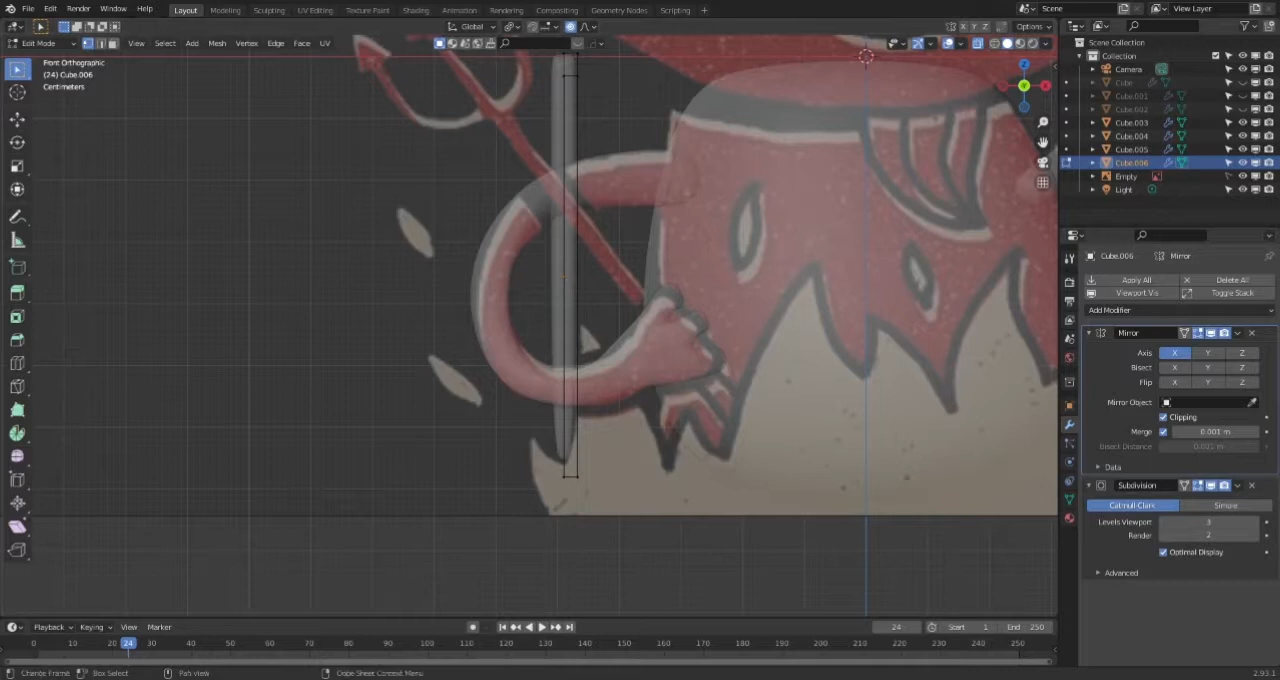 File Edit Render Window Help Layout Modeling Sculpting UV Editing Texture Paint Shading Animation Rendering Compositing Geometry Nodes Scripting + Scene View Layer
Global Options
X Y Z
Edit Mode View Select Add Mesh Vertex Edge Face UV
Front Orthographic
(24) Cube.006
Centimeters
Z
Scene Collection
Collection
Camera
Cube
Cube.001
Cube.002
Cube.003
Cube.004
Cube.005
Cube.006
Empty
Light
Cube.006 Mirror
Apply All Delete All
Viewport Vis Toggle Stack
Add Modifier
Mirror
Axis X Y Z
Bisect X Y Z
Flip X Y Z
Mirror Object
Clipping
Merge 0.001 m
Bisect Distance 0.001 m
Data
Subdivision
Catmull-Clark Simple
Levels Viewport 3
Render 2
Optimal Display
Advanced
Playback Keying View Marker 24 Start 1 End 250
0 10 24 30 40 50 60 70 80 90 100 110 120 130 140 150 160 170 180 190 200 210 220 230 240 250
Change Frame Box Select Pan View Dope Sheet Context Menu 2.93.1